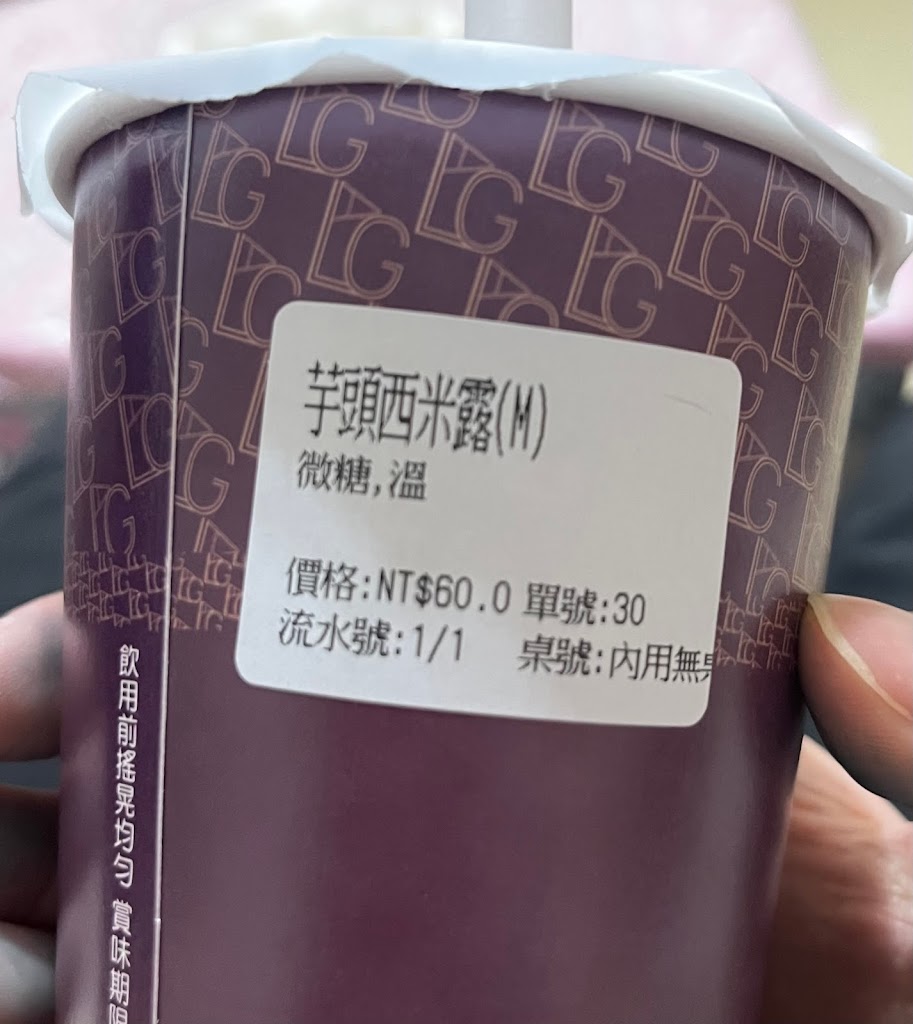 芋頭西米露(M)
微糖,溫
價格:NT$60.0 單號:30
流水號:1/1 桌號:內用無
飲用前搖晃均勻 賞味期限